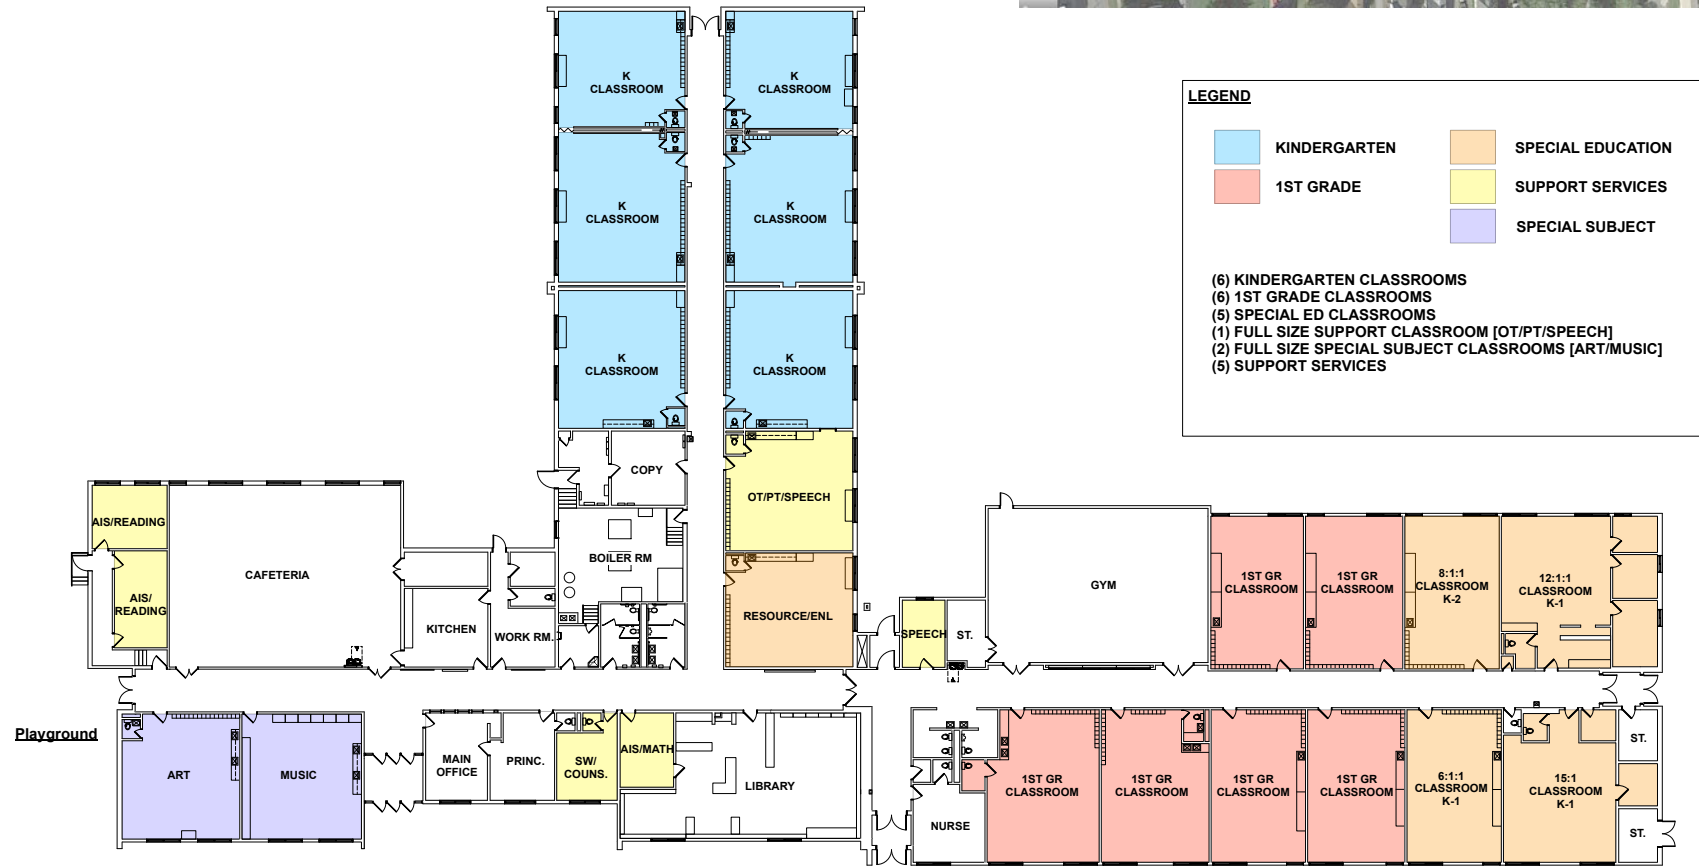 K
CLASSROOM
K
CLASSROOM
LEGEND
KINDERGARTEN
SPECIAL EDUCATION
1ST GRADE
SUPPORT SERVICES
SPECIAL SUBJECT
K
CLASSROOM
K
CLASSROOM
(6) KINDERGARTEN CLASSROOMS
(6) 1ST GRADE CLASSROOMS
(5) SPECIAL ED CLASSROOMS
(1) FULL SIZE SUPPORT CLASSROOM [OT/PT/SPEECH]
(2) FULL SIZE SPECIAL SUBJECT CLASSROOMS [ART/MUSIC]
(5) SUPPORT SERVICES
K
CLASSROOM
K
CLASSROOM
COPY
OT/PT/SPEECH
AIS/READING
CAFETERIA
BOILER RM
AIS/
READING
KITCHEN
WORK RM.
RESOURCE/ENL
SPEECH
ST.
GYM
1ST GR
CLASSROOM
1ST GR
CLASSROOM
8:1:1
CLASSROOM
K-2
12:1:1
CLASSROOM
K-1
Playground
ART
MUSIC
MAIN
OFFICE
PRINC.
SW/
COUNS.
AIS/MATH
LIBRARY
NURSE
1ST GR
CLASSROOM
1ST GR
CLASSROOM
1ST GR
CLASSROOM
1ST GR
CLASSROOM
6:1:1
CLASSROOM
K-1
15:1
CLASSROOM
K-1
ST.
ST.